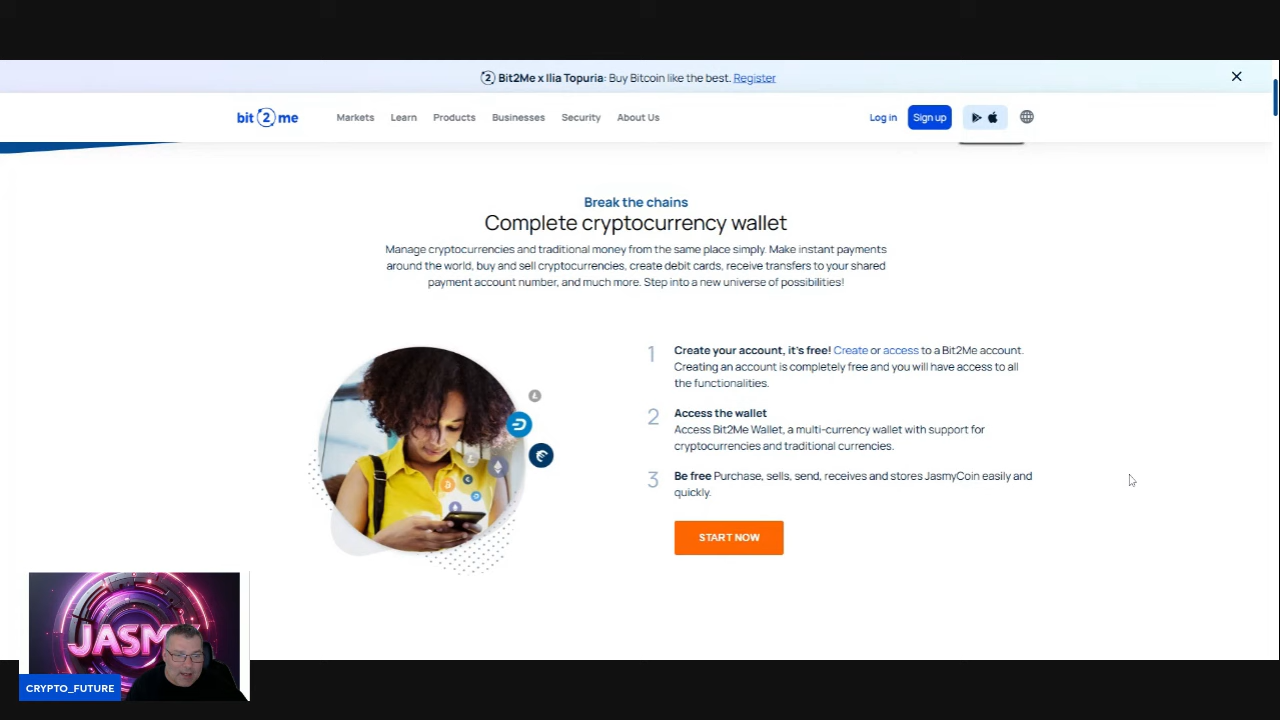 Bit2Me x Ilia Topuria: Buy Bitcoin like the best. Register
bit 2 me
Markets
Learn
Products
Businesses
Security
About Us
Log in
Sign up
Break the chains
Complete cryptocurrency wallet
Manage cryptocurrencies and traditional money from the same place simply. Make instant payments
around the world, buy and sell cryptocurrencies, create debit cards, receive transfers to your shared
payment account number, and much more. Step into a new universe of possibilities!
1 Create your account, it's free! Create or access to a Bit2Me account.
Creating an account is completely free and you will have access to all
the functionalities.
2 Access the wallet
Access Bit2Me Wallet, a multi-currency wallet with support for
cryptocurrencies and traditional currencies.
3 Be free Purchase, sells, send, receives and stores JasmyCoin easily and
quickly.
START NOW
JASMY
CRYPTO_FUTURE